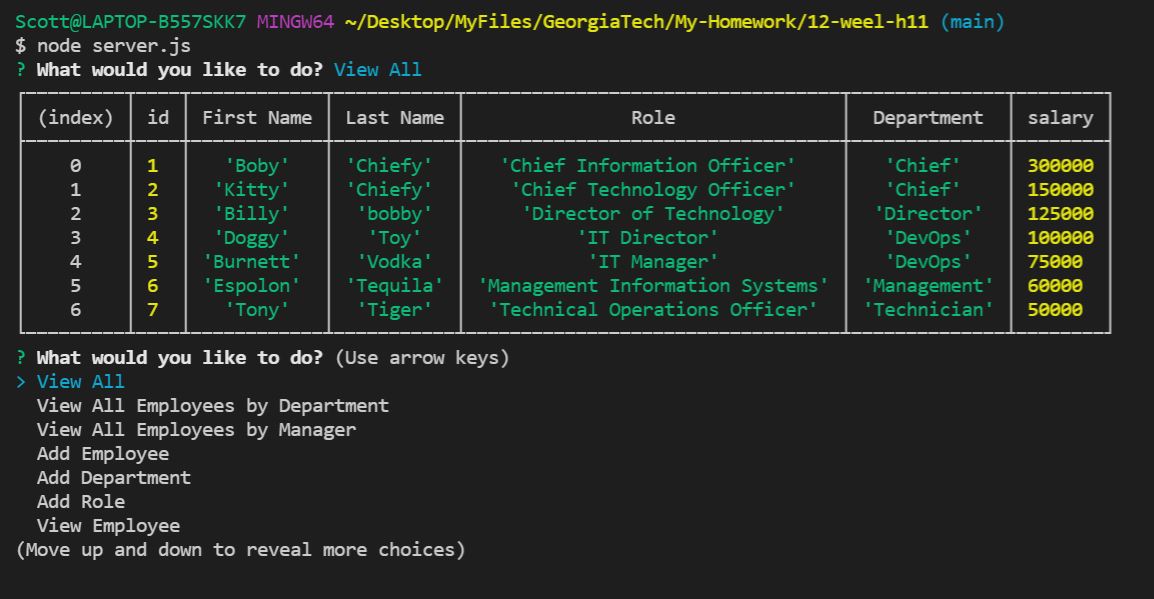 Scott@LAPTOP-B557SKK7 MINGW64 ~/Desktop/MyFiles/GeorgiaTech/My-Homework/12-weel-h11 (main)
$ node server.js
? What would you like to do? View All
(index) id First Name Last Name Role Department salary
0 1 'Boby' 'Chiefy' 'Chief Information Officer' 'Chief' 300000
1 2 'Kitty' 'Chiefy' 'Chief Technology Officer' 'Chief' 150000
2 3 'Billy' 'bobby' 'Director of Technology' 'Director' 125000
3 4 'Doggy' 'Toy' 'IT Director' 'DevOps' 100000
4 5 'Burnett' 'Vodka' 'IT Manager' 'DevOps' 75000
5 6 'Espolon' 'Tequila' 'Management Information Systems' 'Management' 60000
6 7 'Tony' 'Tiger' 'Technical Operations Officer' 'Technician' 50000
? What would you like to do? (Use arrow keys)
> View All
View All Employees by Department
View All Employees by Manager
Add Employee
Add Department
Add Role
View Employee
(Move up and down to reveal more choices)